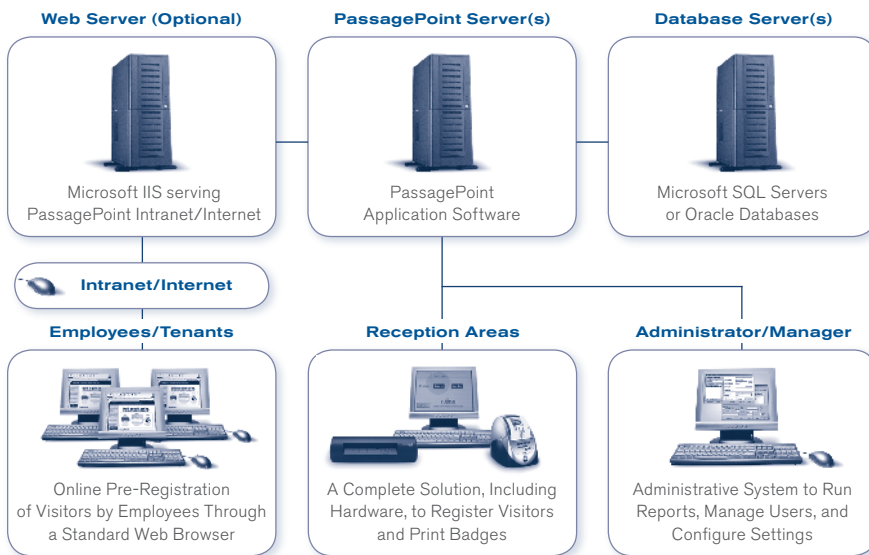 Web Server (Optional)
PassagePoint Server(s)
Database Server(s)
Microsoft IIS serving
PassagePoint Intranet/Internet
PassagePoint
Application Software
Microsoft SQL Servers
or Oracle Databases
Intranet/Internet
Employees/Tenants
Reception Areas
Administrator/Manager
Online Pre-Registration
of Visitors by Employees Through
a Standard Web Browser
A Complete Solution, Including
Hardware, to Register Visitors
and Print Badges
Administrative System to Run
Reports, Manage Users, and
Configure Settings